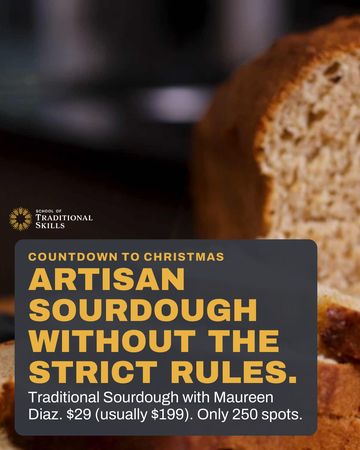 SCHOOL OF
TRADITIONAL
SKILLS
COUNTDOWN TO CHRISTMAS
ARTISAN
SOURDOUGH
WITHOUT THE
STRICT RULES.
Traditional Sourdough with Maureen
Diaz. $29 (usually $199). Only 250 spots.